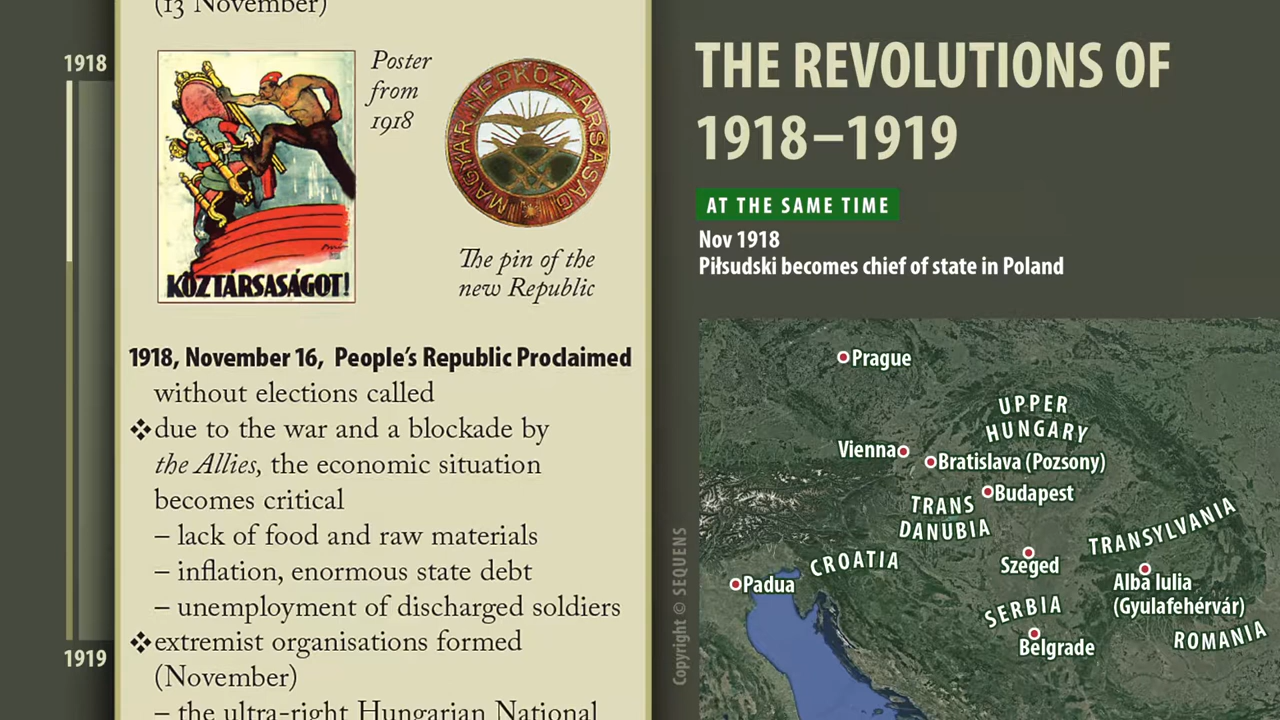 (13 November)
1918
Poster
from
1918
MAGYAR NÉPKÖZTÁRSASÁG
KÖZTÁRSASÁGOT!
The pin of the
new Republic
1918, November 16, People's Republic Proclaimed
without elections called
❖due to the war and a blockade by
the Allies, the economic situation
becomes critical
– lack of food and raw materials
– inflation, enormous state debt
– unemployment of discharged soldiers
❖extremist organisations formed
(November)
– the ultra-right Hungarian National
1919
THE REVOLUTIONS OF
1918–1919
AT THE SAME TIME
Nov 1918
Piłsudski becomes chief of state in Poland
Prague
UPPER
HUNGARY
Vienna
Bratislava (Pozsony)
Budapest
TRANS
DANUBIA
TRANSYLVANIA
CROATIA
Szeged
Padua
Alba Iulia
(Gyulafehérvár)
SERBIA
ROMANIA
Belgrade
Copyright © SEQUENS